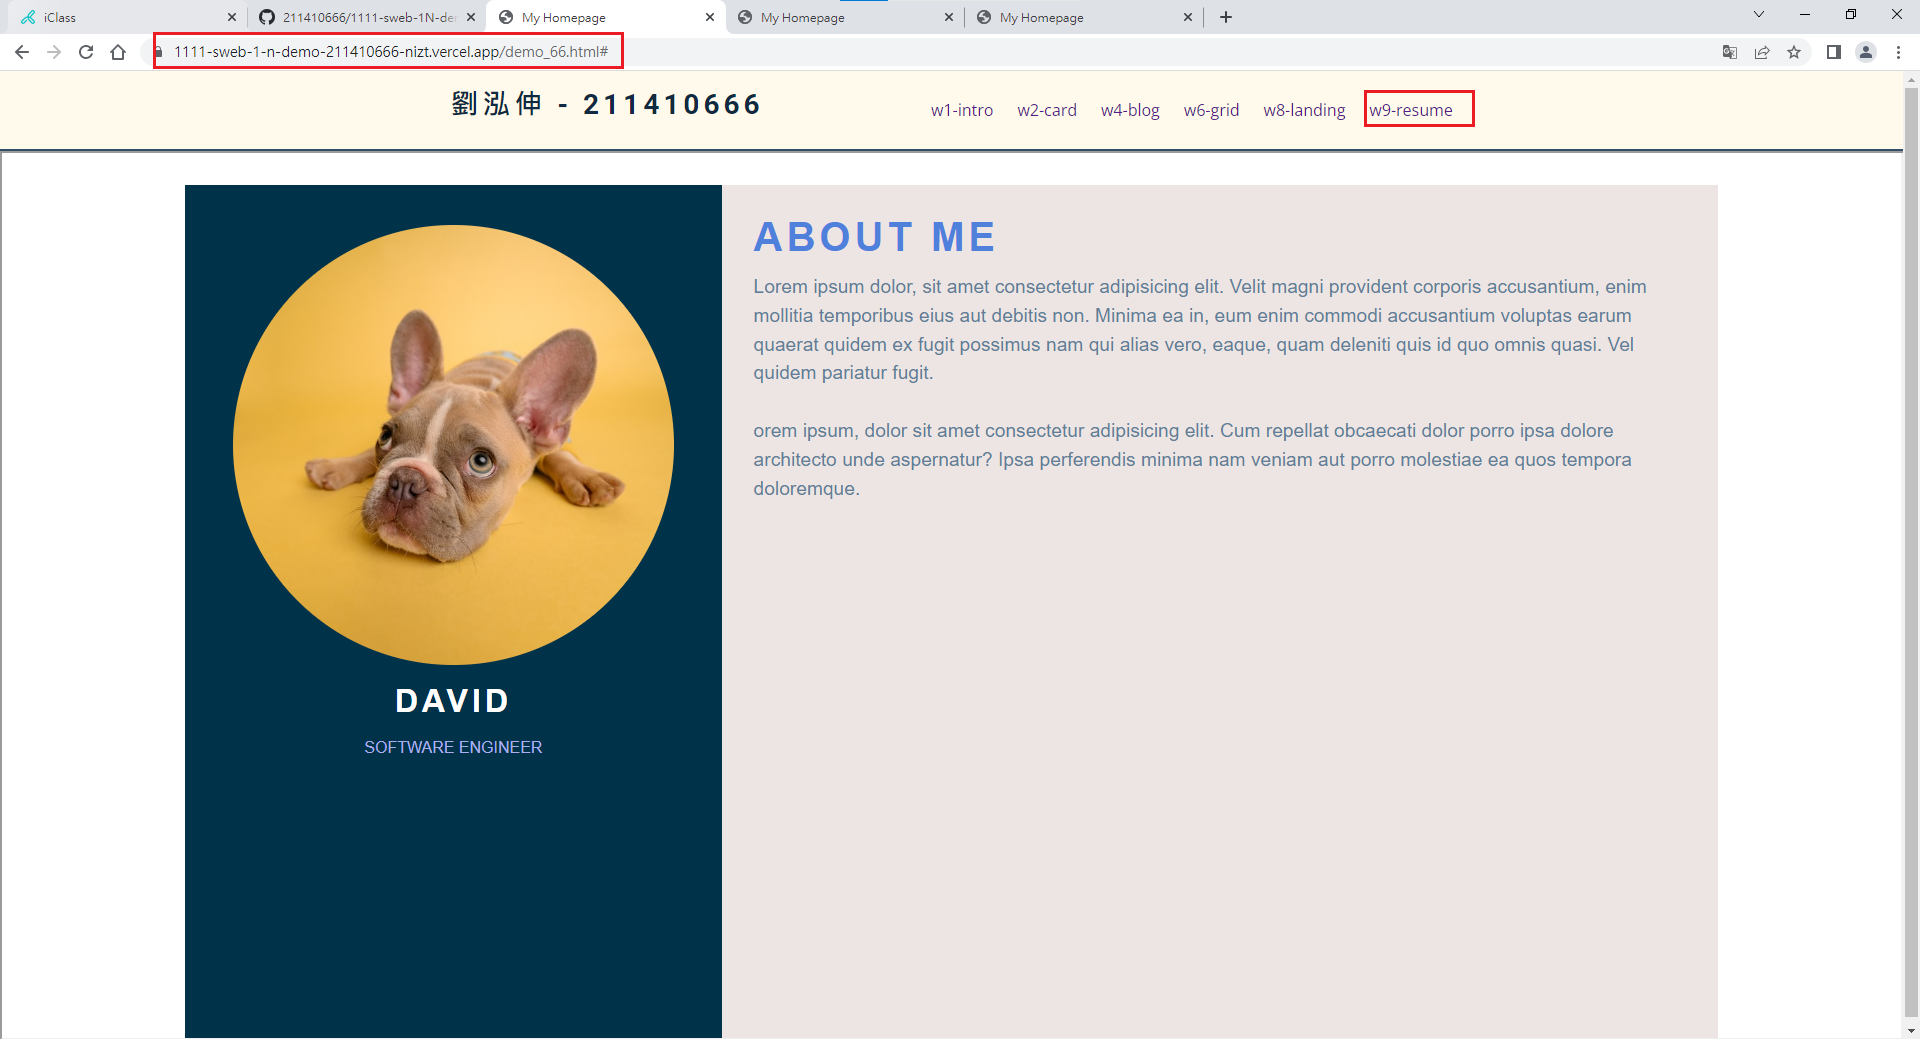 iClass
211410666/1111-sweb-1N-de
My Homepage
My Homepage
My Homepage
1111-sweb-1-n-demo-211410666-nizt.vercel.app/demo_66.html#
劉泓伸 - 211410666
w1-intro w2-card w4-blog w6-grid w8-landing w9-resume
ABOUT ME
Lorem ipsum dolor, sit amet consectetur adipisicing elit. Velit magni provident corporis accusantium, enim
mollitia temporibus eius aut debitis non. Minima ea in, eum enim commodi accusantium voluptas earum
quaerat quidem ex fugit possimus nam qui alias vero, eaque, quam deleniti quis id quo omnis quasi. Vel
quidem pariatur fugit.
orem ipsum, dolor sit amet consectetur adipisicing elit. Cum repellat obcaecati dolor porro ipsa dolore
architecto unde aspernatur? Ipsa perferendis minima nam veniam aut porro molestiae ea quos tempora
doloremque.
DAVID
SOFTWARE ENGINEER